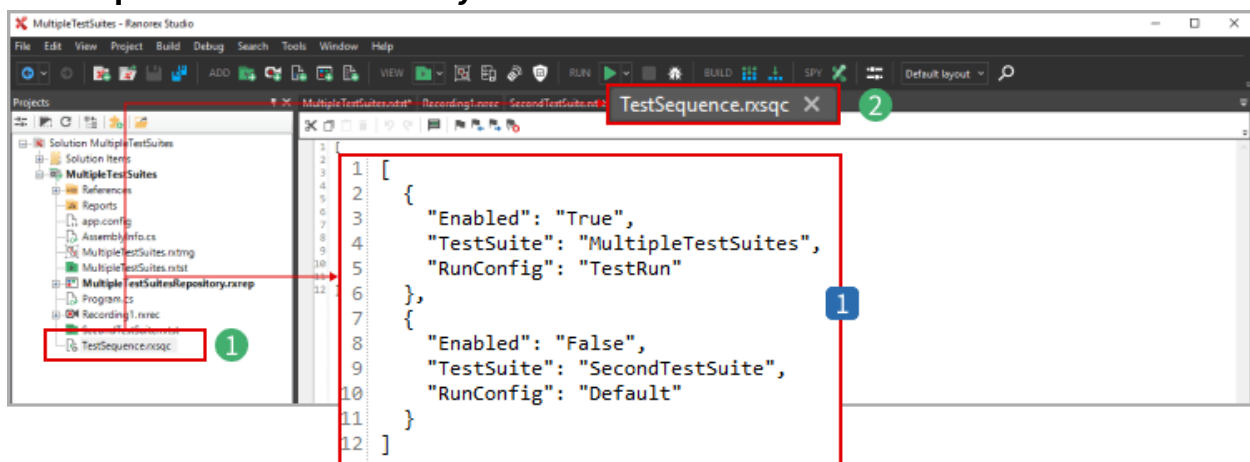 MultipleTestSuites - Ranorex Studio
File Edit View Project Build Debug Search Tools Window Help
ADD VIEW RUN BUILD SPY Default layout
Projects
MultipleTestSuites.rxtst* Recording1.rxrec SecondTestSuite.rxtst
TestSequence.rxsqc
2
Solution MultipleTestSuites
Solution Items
MultipleTestSuites
References
Reports
app.config
AssemblyInfo.cs
MultipleTestSuites.rxtmg
MultipleTestSuites.rxtst
MultipleTestSuitesRepository.rxrep
Program.cs
Recording1.rxrec
SecondTestSuite.rxtst
TestSequence.rxsqc
1
1 [
2 {
3 "Enabled": "True",
4 "TestSuite": "MultipleTestSuites",
5 "RunConfig": "TestRun"
6 },
7 {
8 "Enabled": "False",
9 "TestSuite": "SecondTestSuite",
10 "RunConfig": "Default"
11 }
12 ]
1